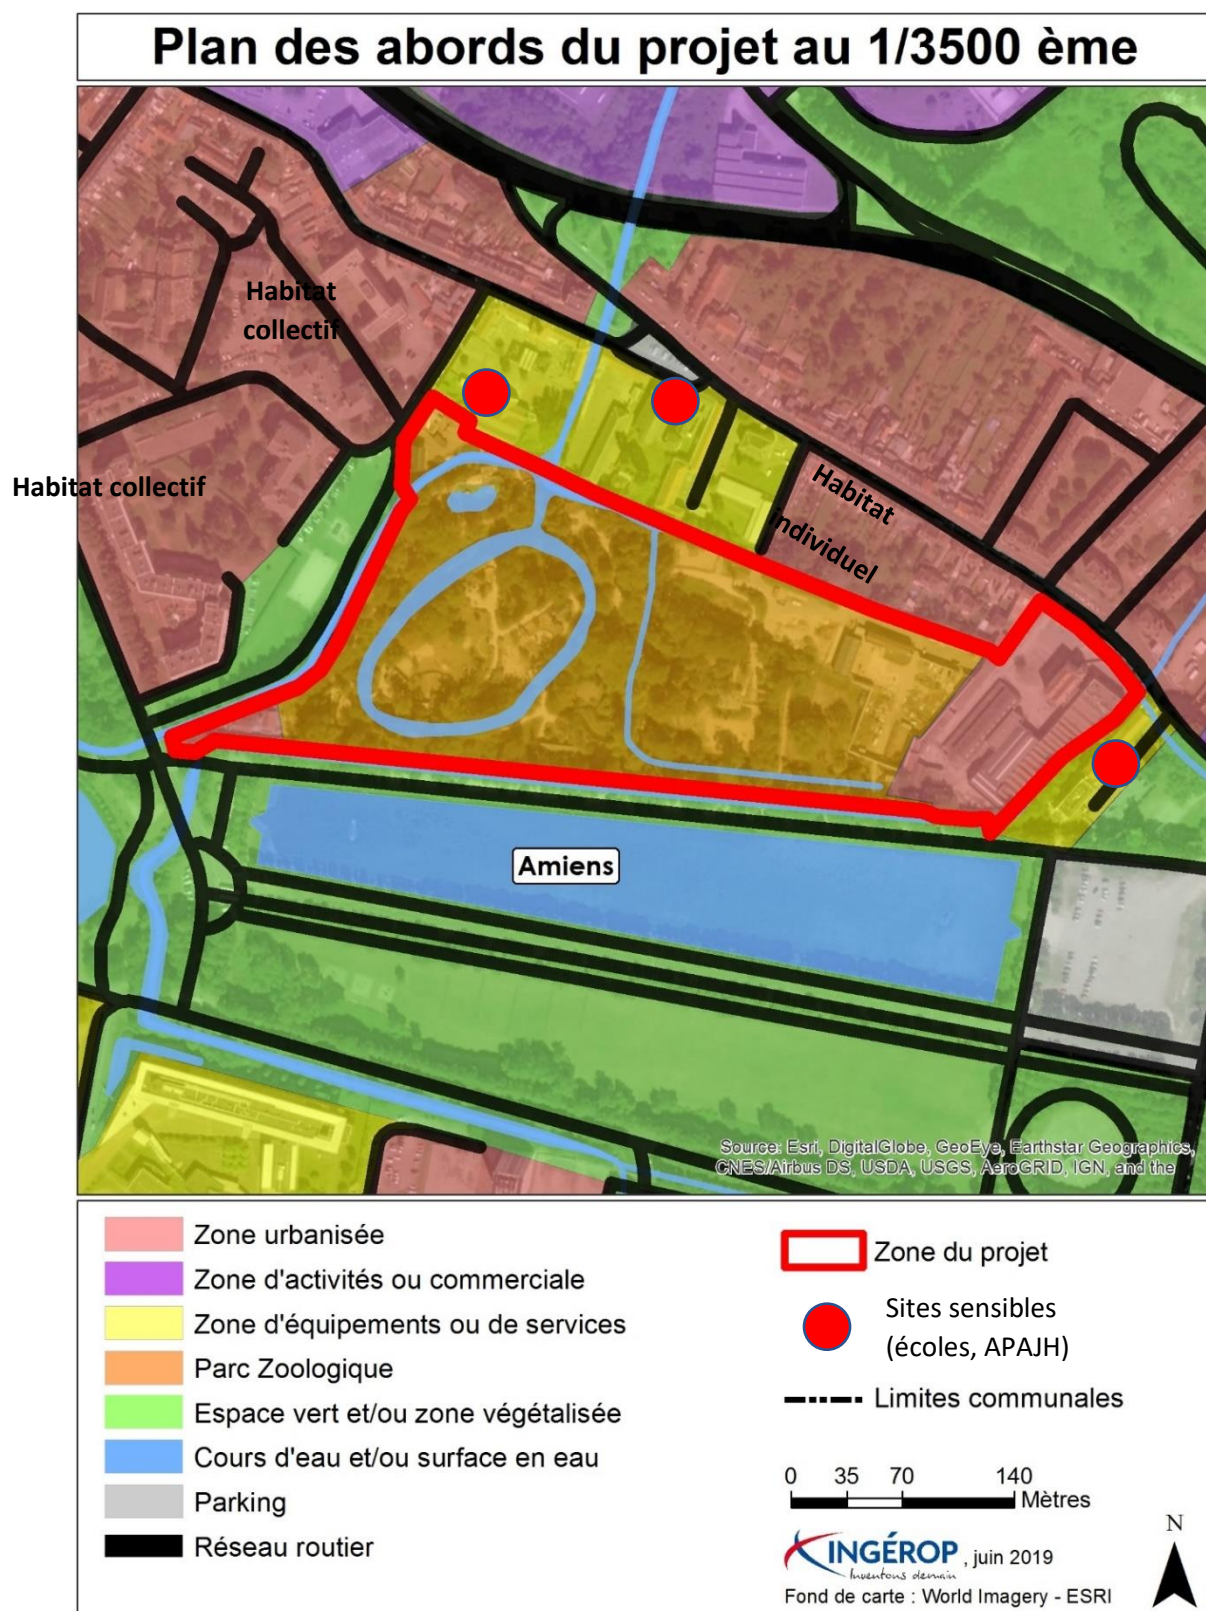 Plan des abords du projet au 1/3500 ème
Habitat
collectif
Habitat collectif
Habitat
individuel
Amiens
Source: Esri, DigitalGlobe, GeoEye, Earthstar Geographics,
CNES/Airbus DS, USDA, USGS, AeroGRID, IGN, and the
Zone urbanisée
Zone d'activités ou commerciale
Zone d'équipements ou de services
Parc Zoologique
Espace vert et/ou zone végétalisée
Cours d'eau et/ou surface en eau
Parking
Réseau routier
Zone du projet
Sites sensibles
(écoles, APAJH)
Limites communales
0 35 70 140
Mètres
INGÉROP , juin 2019
Inventons demain
Fond de carte : World Imagery - ESRI
N